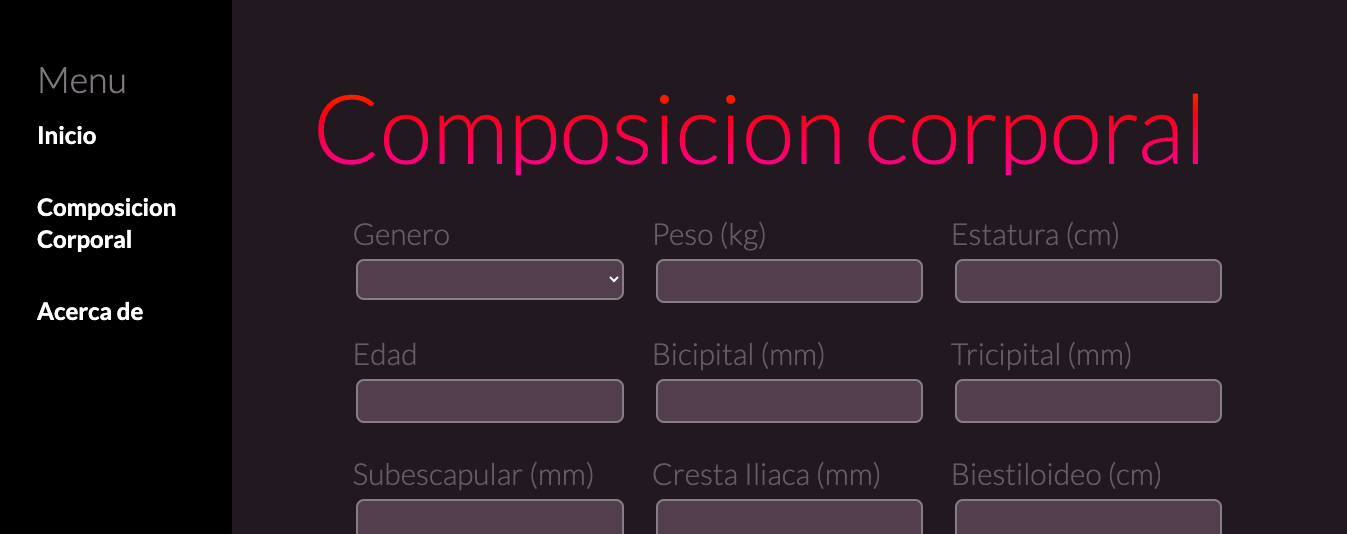 Menu
Inicio
Composicion
Corporal
Acerca de
Composicion corporal
Genero
Peso (kg)
Estatura (cm)
Edad
Bicipital (mm)
Tricipital (mm)
Subescapular (mm)
Cresta Iliaca (mm)
Biestiloideo (cm)